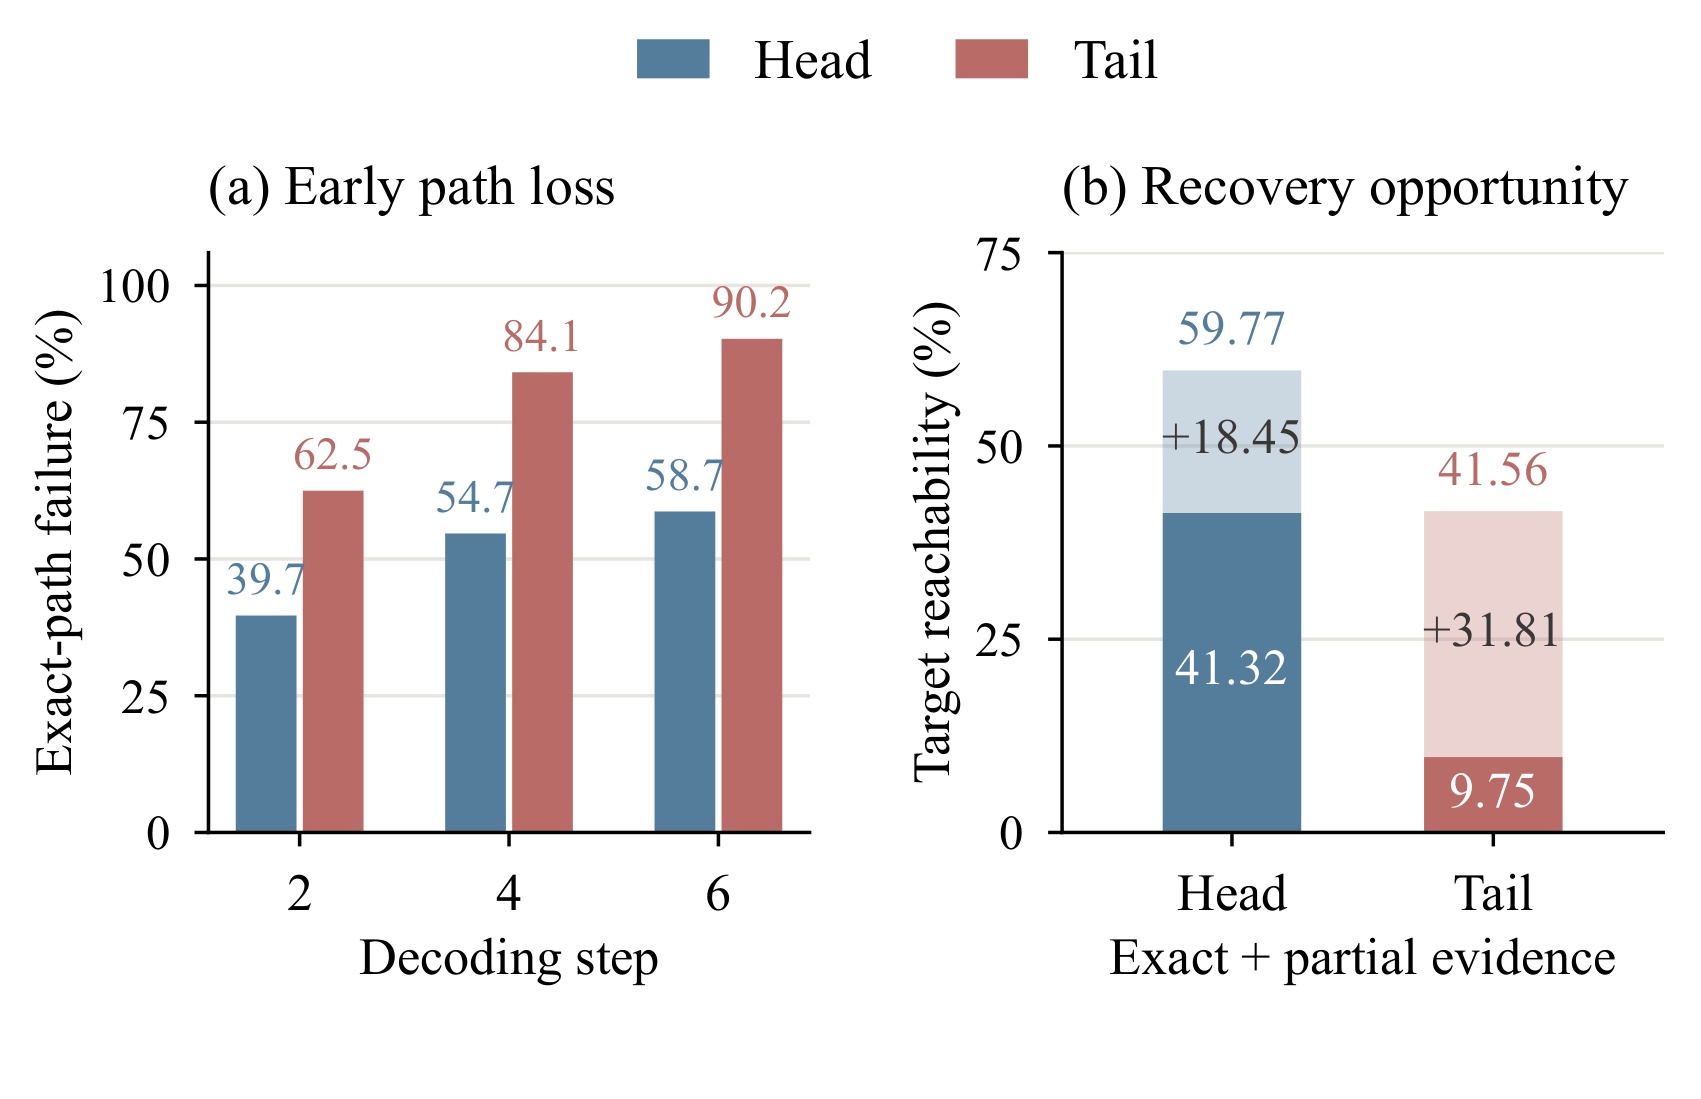 Head Tail
(a) Early path loss
Exact-path failure (%)
100
75
50
25
0
39.7
62.5
54.7
84.1
58.7
90.2
2 4 6
Decoding step
(b) Recovery opportunity
Target reachability (%)
75
50
25
0
59.77
+18.45
41.32
41.56
+31.81
9.75
Head Tail
Exact + partial evidence